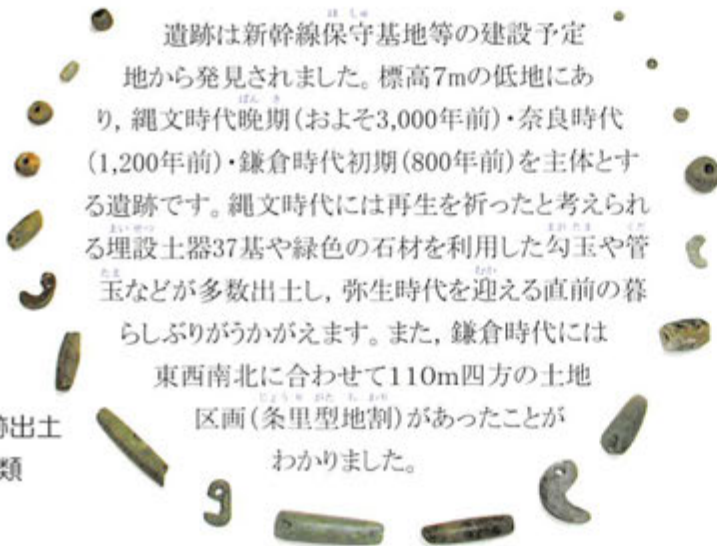 遺跡は新幹線保守基地等の建設予定
地から発見されました。標高7mの低地にあ
り,縄文時代晩期(およそ3,000年前)・奈良時代
(1,200年前)・鎌倉時代初期(800年前)を主体とす
る遺跡です。縄文時代には再生を祈ったと考えられ
る埋設土器37基や緑色の石材を利用した勾玉や管
玉などが多数出土し,弥生時代を迎える直前の暮
らしぶりがうかがえます。また,鎌倉時代には
東西南北に合わせて110m四方の土地
区画(条里型地割)があったことが
わかりました。
跡出土
類